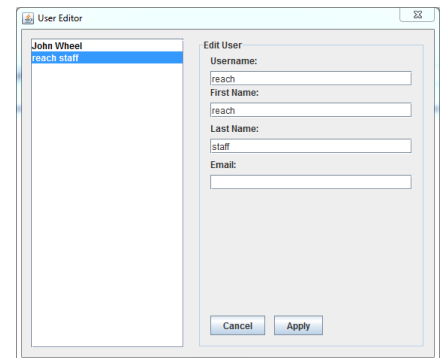 User Editor
John Wheel
reach staff
Edit User
Username:
reach
First Name:
reach
Last Name:
staff
Email:
Cancel Apply